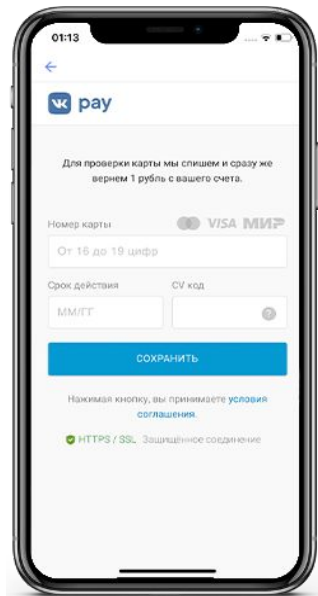 01:13
VK pay
Для проверки карты мы спишем и сразу же
вернем 1 рубль с вашего счета.
Номер карты VISA МИР
От 16 до 19 цифр
Срок действия CV код
ММ/ГГ ?
СОХРАНИТЬ
Нажимая кнопку, вы принимаете условия
соглашения.
HTTPS / SSL Защищённое соединение